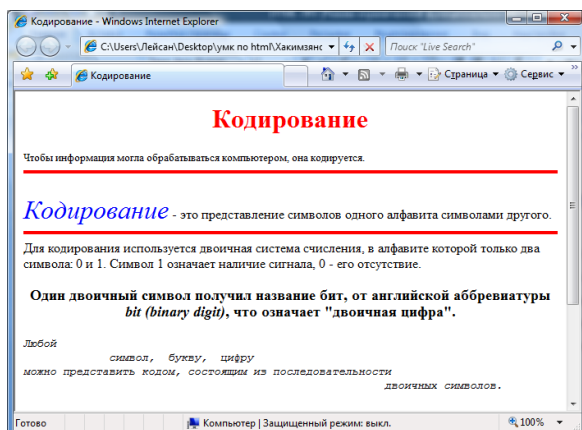 Кодирование - Windows Internet Explorer
C:\Users\Лейсан\Desktop\умк по html\Хакимзянс
Поиск "Live Search"
Кодирование
Страница
Сервис
»
Кодирование
Чтобы информация могла обрабатываться компьютером, она кодируется.
Кодирование - это представление символов одного алфавита символами другого.
Для кодирования используется двоичная система счисления, в алфавите которой только два
символа: 0 и 1. Символ 1 означает наличие сигнала, 0 - его отсутствие.
Один двоичный символ получил название бит, от английской аббревиатуры
bit (binary digit), что означает "двоичная цифра".
Любой
символ, букву, цифру
можно представить кодом, состоящим из последовательности
двоичных символов.
Готово
Компьютер | Защищенный режим: выкл.
100%